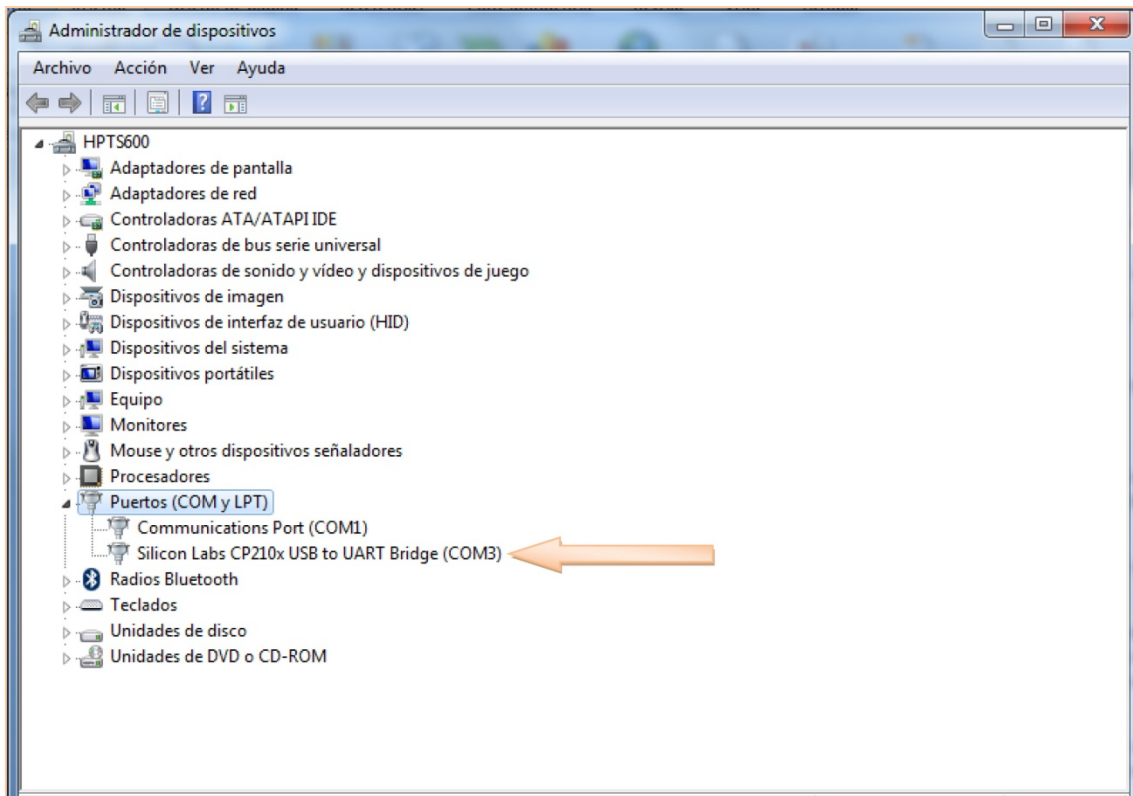 Administrador de dispositivos
Archivo Acción Ver Ayuda
HPTS600
Adaptadores de pantalla
Adaptadores de red
Controladoras ATA/ATAPI IDE
Controladoras de bus serie universal
Controladoras de sonido y vídeo y dispositivos de juego
Dispositivos de imagen
Dispositivos de interfaz de usuario (HID)
Dispositivos del sistema
Dispositivos portátiles
Equipo
Monitores
Mouse y otros dispositivos señaladores
Procesadores
Puertos (COM y LPT)
Communications Port (COM1)
Silicon Labs CP210x USB to UART Bridge (COM3)
Radios Bluetooth
Teclados
Unidades de disco
Unidades de DVD o CD-ROM